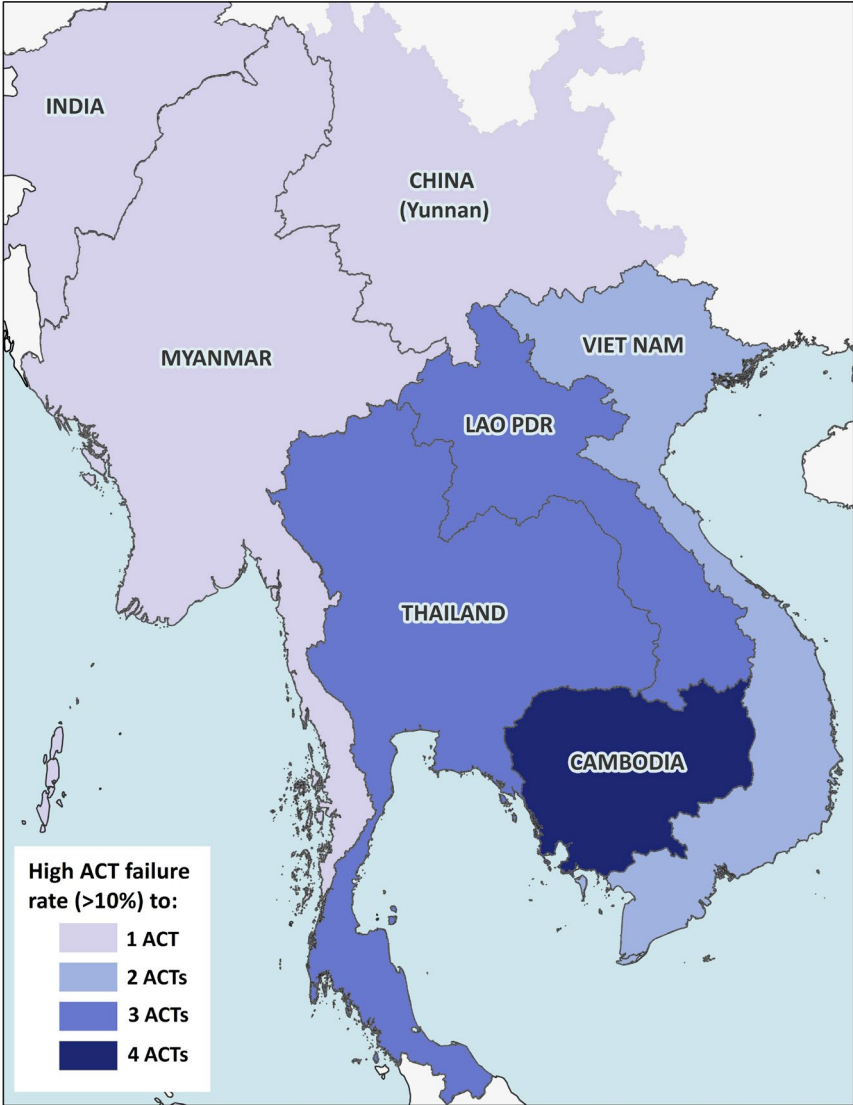 INDIA
CHINA
(Yunnan)
VIET NAM
MYANMAR
LAO PDR
THAILAND
CAMBODIA
High ACT failure
rate (>10%) to:
1 ACT
2 ACTs
3 ACTs
4 ACTs